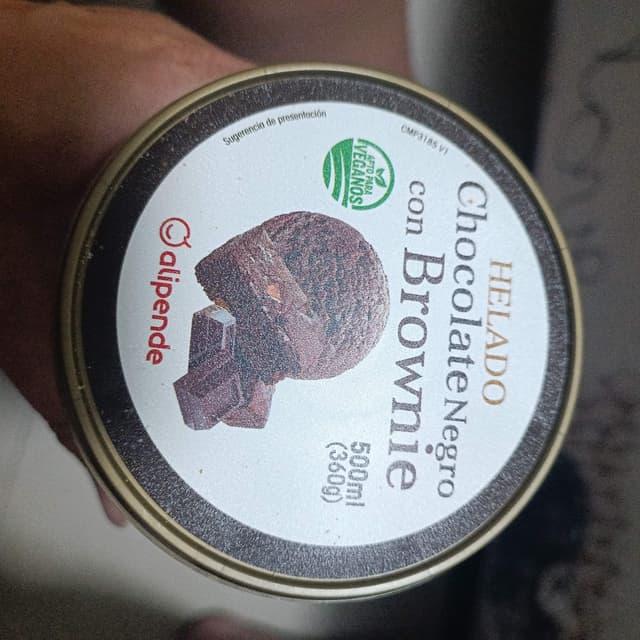 HELADO
Chocolate Negro
con Brownie
500ml
(360g)
CMP3185 V1
APTO PARA
VEGANOS
Sugerencia de presentación
alipende